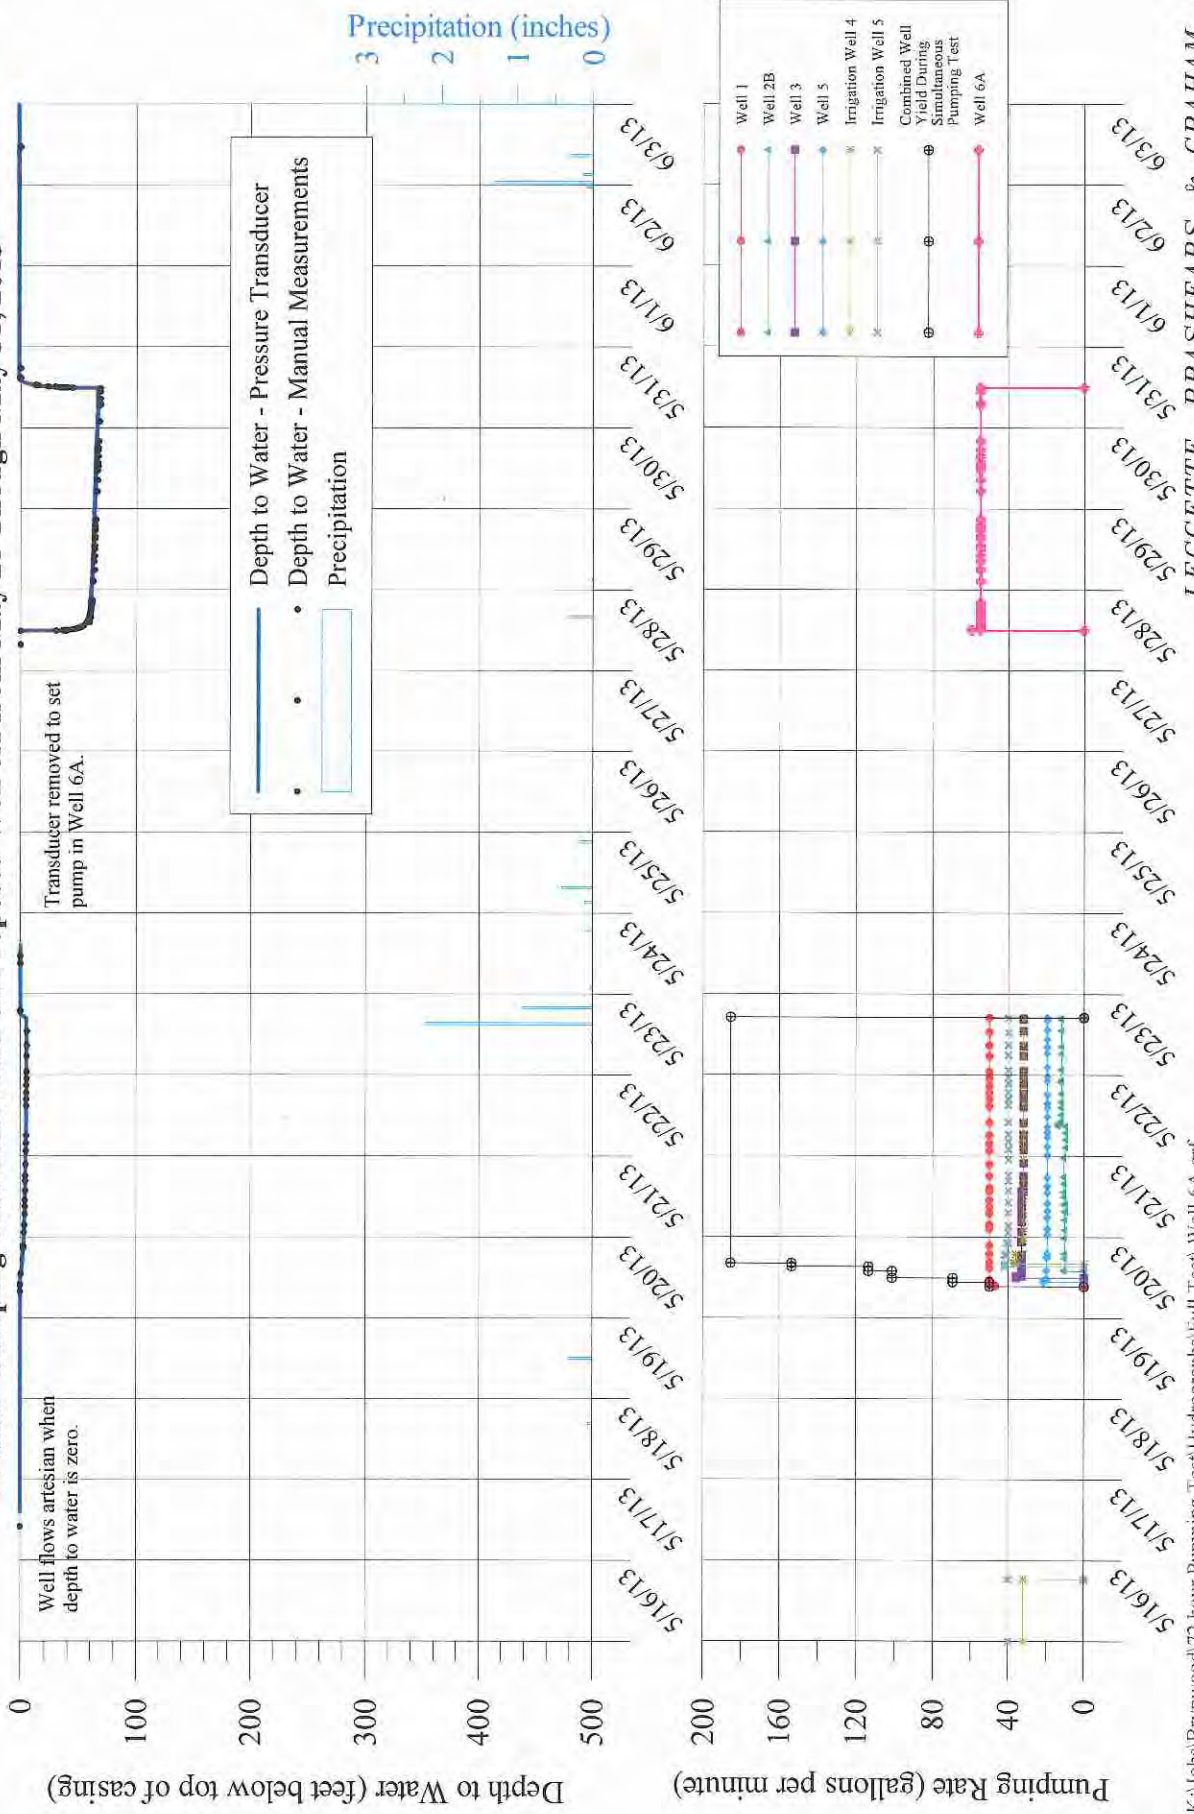 Well flows artesian when
depth to water is zero.
Transducer removed to set
pump in Well 6A.
Depth to Water - Pressure Transducer
Depth to Water - Manual Measurements
Precipitation
Depth to Water (feet below top of casing)
0
100
200
300
400
500
Precipitation (inches)
3
2
1
0
5/16/13
5/17/13
5/18/13
5/19/13
5/20/13
5/21/13
5/22/13
5/23/13
5/24/13
5/25/13
5/26/13
5/27/13
5/28/13
5/29/13
5/30/13
5/31/13
6/1/13
6/2/13
6/3/13
Pumping Rate (gallons per minute)
200
160
120
80
40
0
Well 1
Well 2B
Well 3
Well 5
Irrigation Well 4
Irrigation Well 5
Combined Well
Yield During
Simultaneous
Pumping Test
Well 6A
5/16/13
5/17/13
5/18/13
5/19/13
5/20/13
5/21/13
5/22/13
5/23/13
5/24/13
5/25/13
5/26/13
5/27/13
5/28/13
5/29/13
5/30/13
5/31/13
6/1/13
6/2/13
6/3/13
LEGGETTE, BRASHEARS & GRAHAM